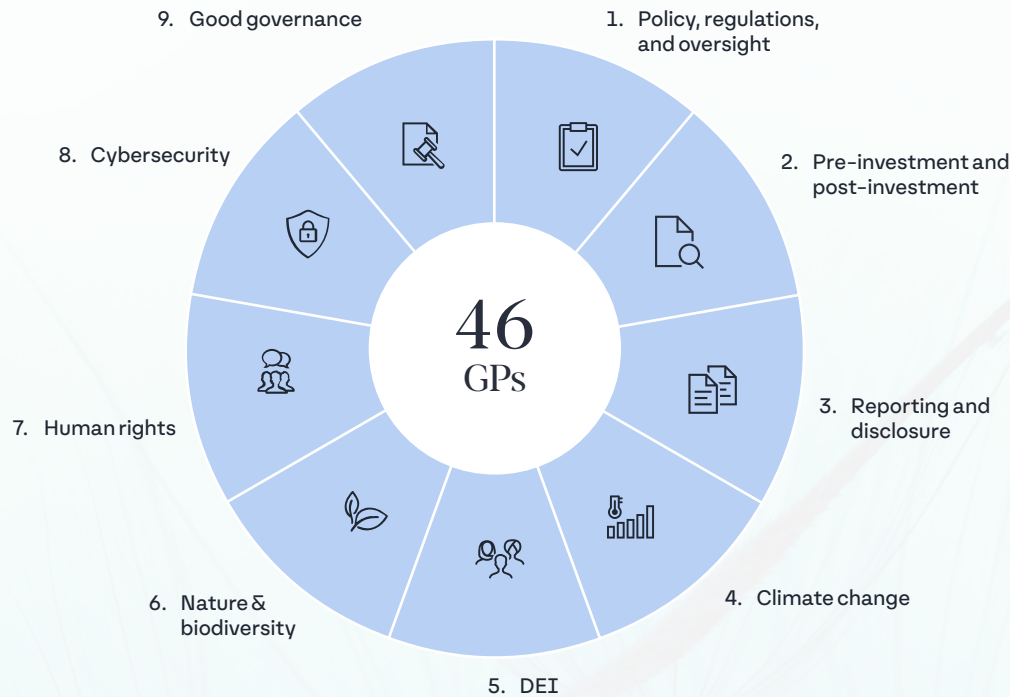 9. Good governance
1. Policy, regulations,
and oversight
8. Cybersecurity
2. Pre-investment and
post-investment
46
GPs
3. Reporting and
disclosure
7. Human rights
4. Climate change
6. Nature &
biodiversity
5. DEI